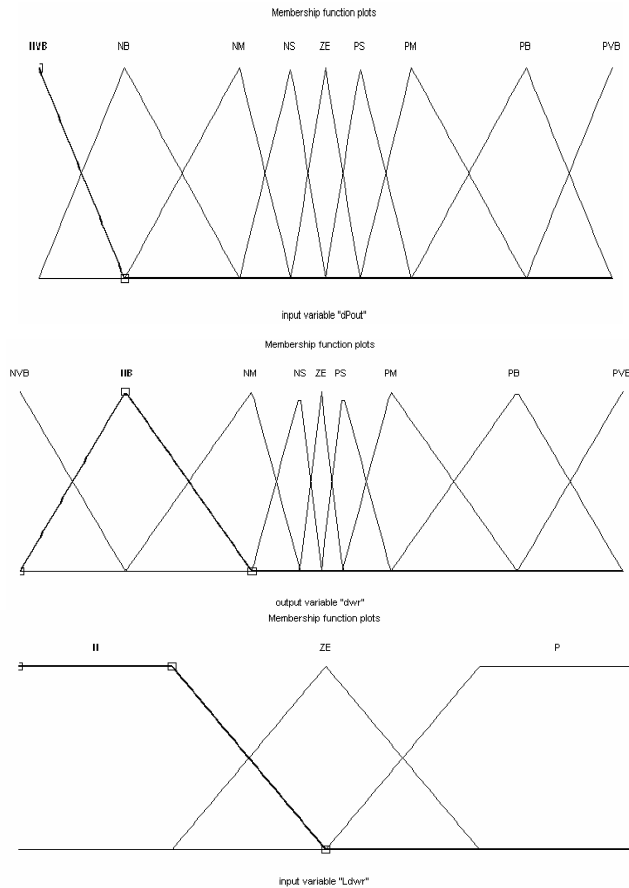 Membership function plots
NVB NB NM NS ZE PS PM PB PVB
input variable "dPout"
Membership function plots
NVB NB NM NS ZE PS PM PB PVB
output variable "dwr"
Membership function plots
N ZE P
input variable "Ldwr"